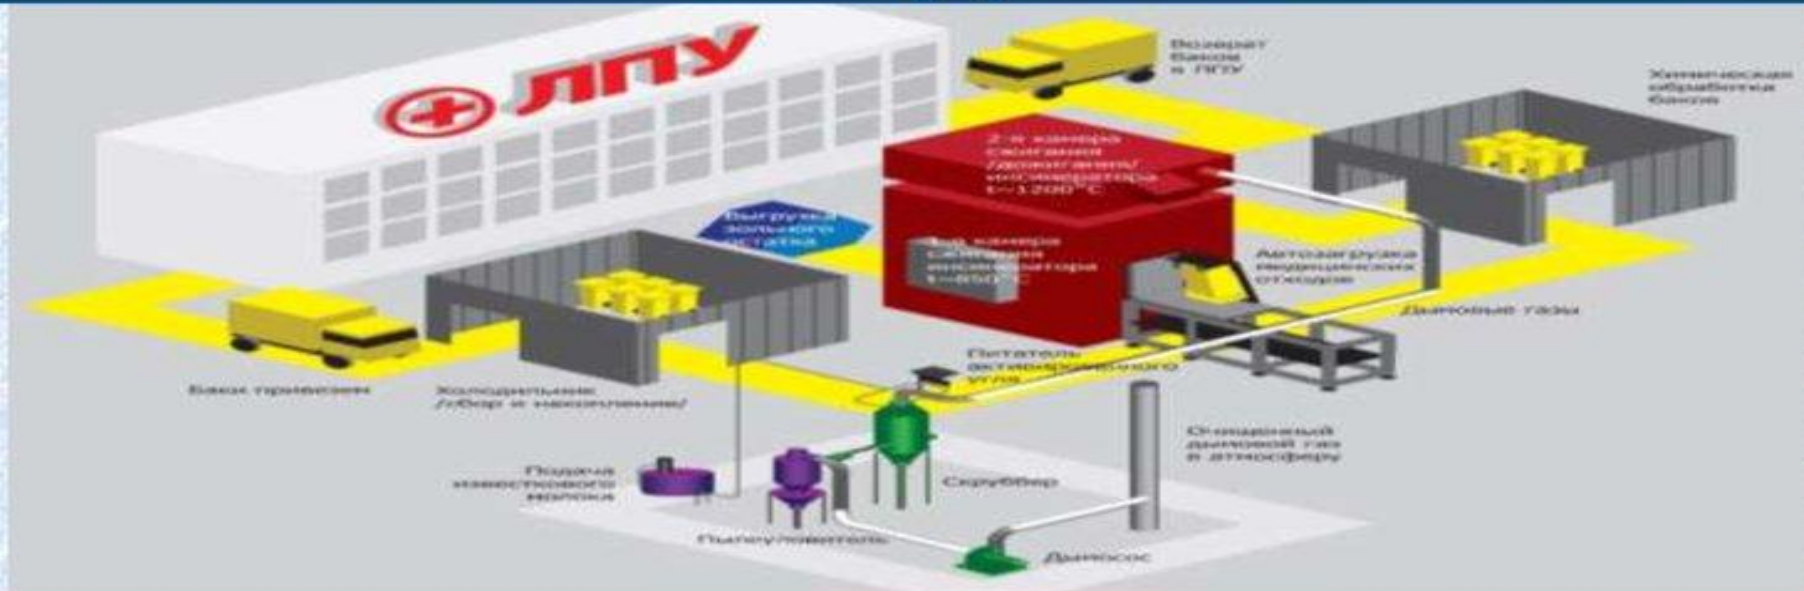 ЛПУ
Возврат
баков
в ЛПУ
Химическая
обработка
баков
2-я камера
сжигания
/дожигания/
инсинератора
t~1200°C
Выгрузка
зольного
остатка
1-я камера
сжигания
инсинератора
t~850°C
Автозагрузка
медицинских
отходов
Дымовые газы
Питатель
активированного
угля
Баки привезем
Холодильник
/сбор и накопление/
Очищенный
дымовой газ
в атмосферу
Подача
известкового
молока
Скруббер
Пылеуловитель
Дымосос